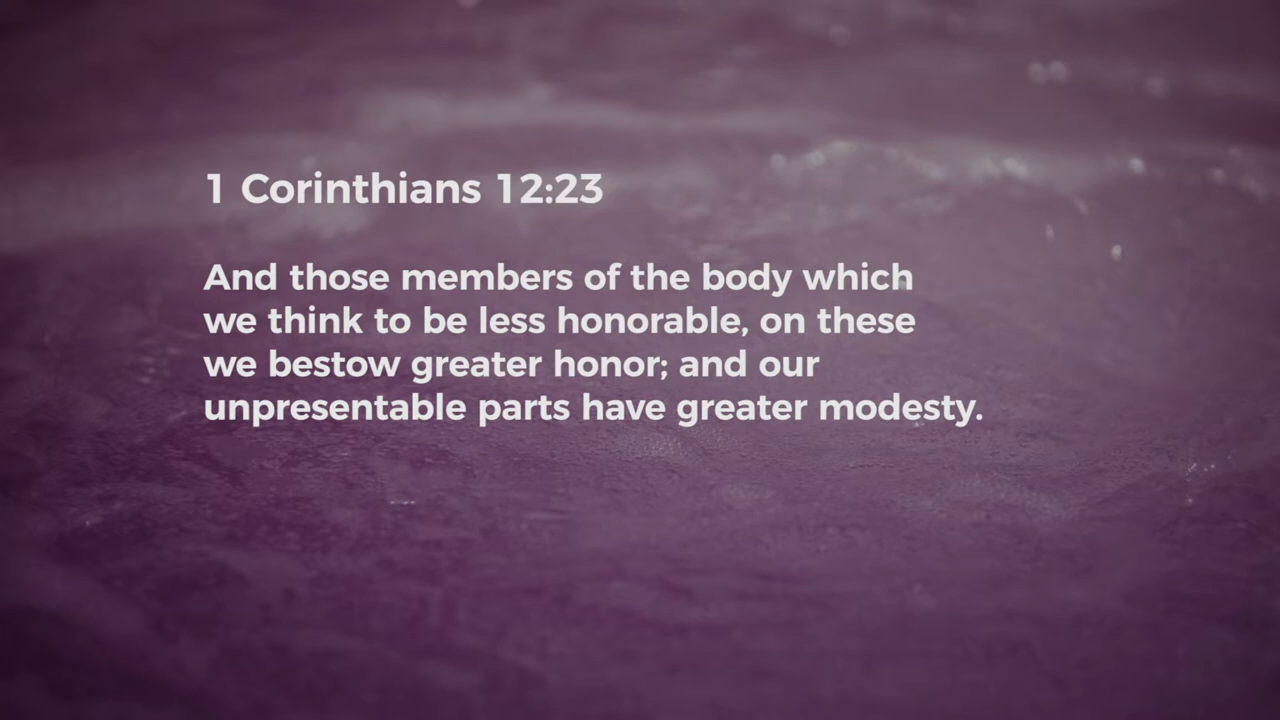 1 Corinthians 12:23
And those members of the body which
we think to be less honorable, on these
we bestow greater honor; and our
unpresentable parts have greater modesty.